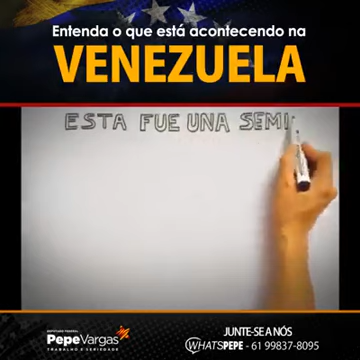 Entenda o que está acontecendo na
VENEZUELA
ESTA FUE UNA SEMI
DEPUTADO FEDERAL
PepeVargas
TRABALHO E SERIEDADE
JUNTE-SE A NÓS
WHATSPEPE - 61 99837-8095